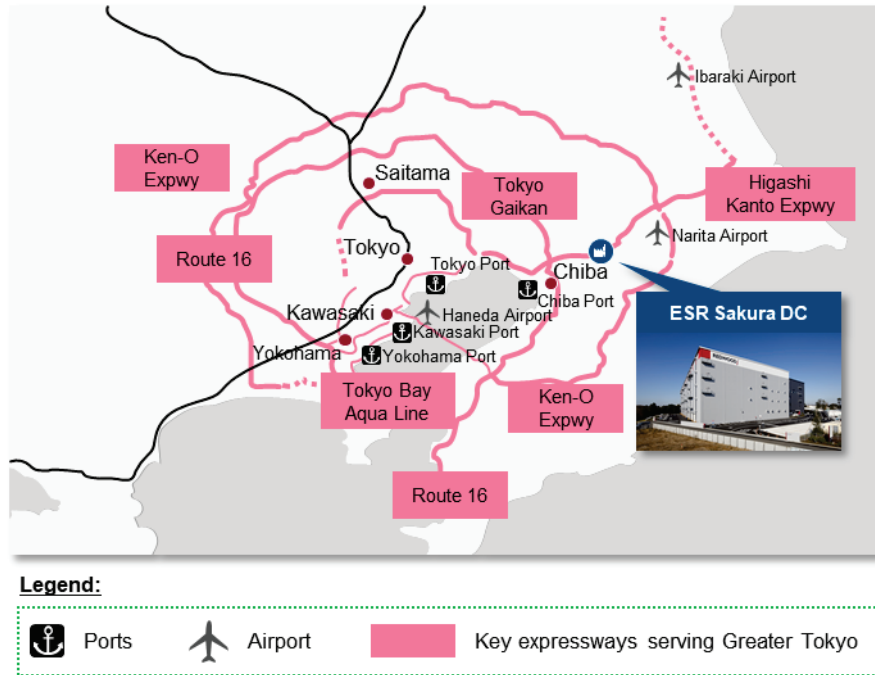 Ibaraki Airport
Ken-O
Expwy
Saitama
Tokyo
Gaikan
Higashi
Kanto Expwy
Route 16
Tokyo
Narita Airport
Tokyo Port
Chiba
Chiba Port
Kawasaki
Haneda Airport
Kawasaki Port
Yokohama
Yokohama Port
ESR Sakura DC
Tokyo Bay
Aqua Line
Ken-O
Expwy
Route 16
Legend:
Ports
Airport
Key expressways serving Greater Tokyo